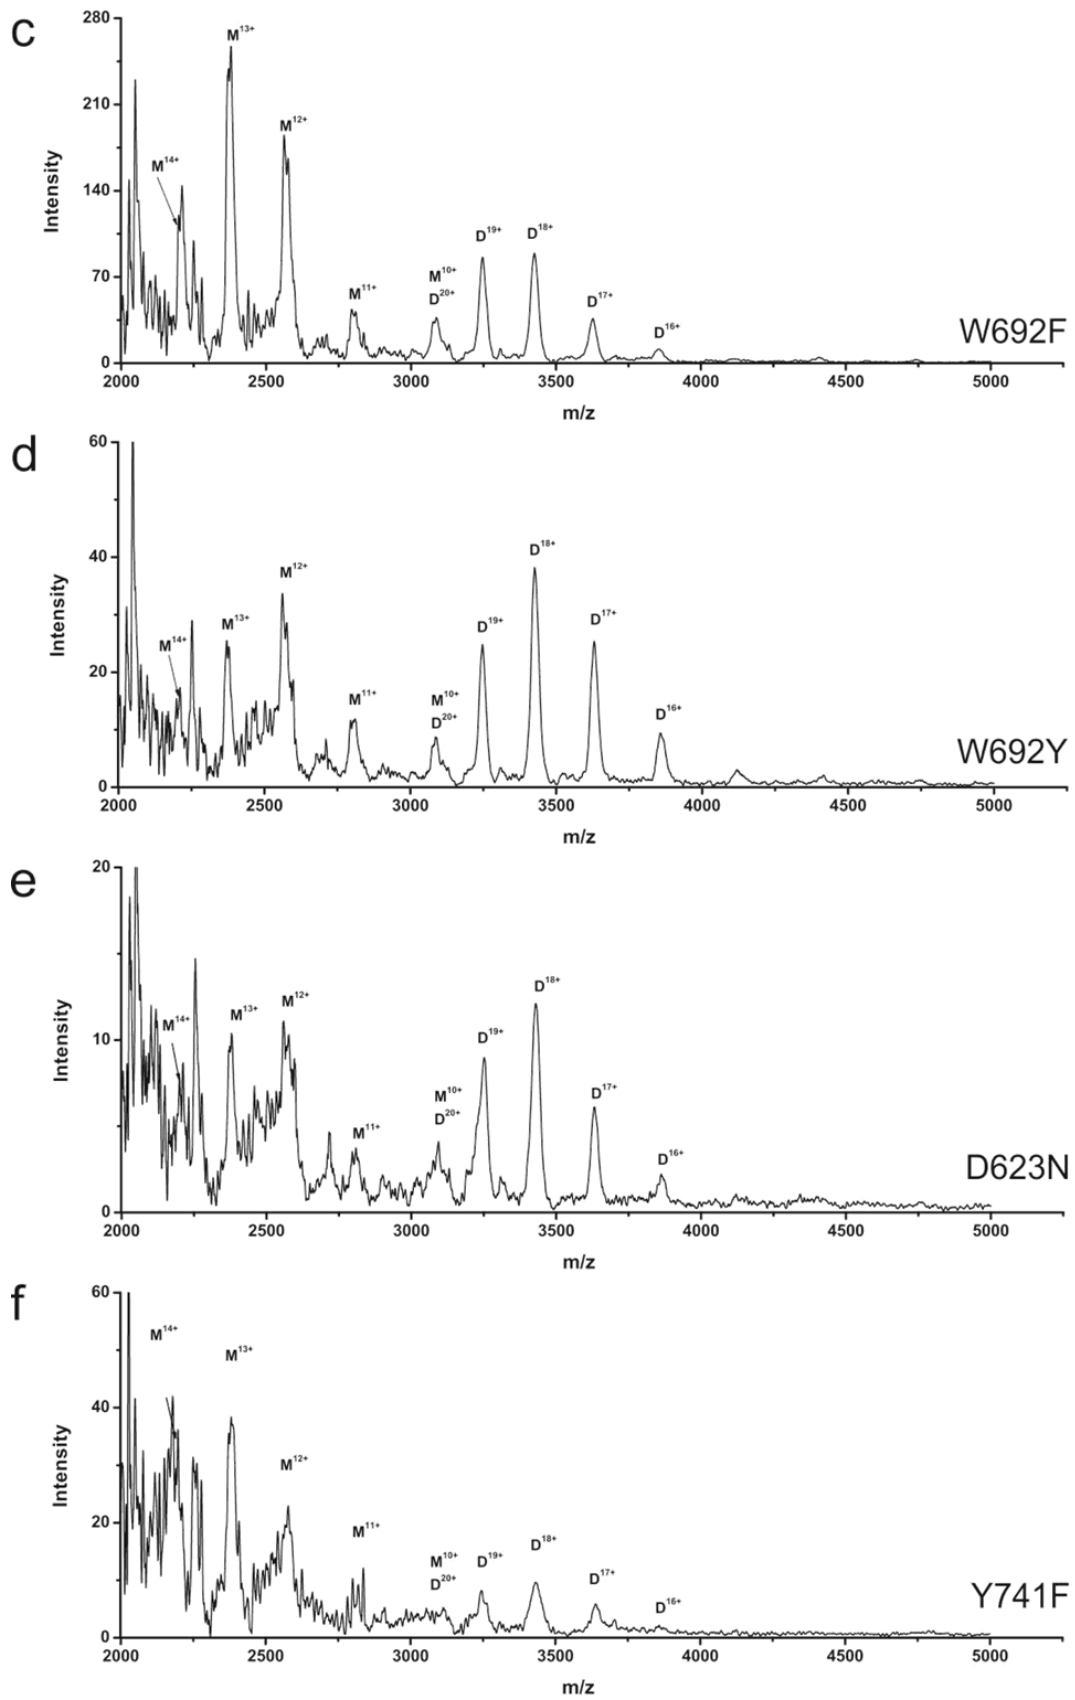 c
280
210
140
70
0
Intensity
M14+
M13+
M12+
M11+
M10+
D20+
D19+
D18+
D17+
D16+
W692F
2000 2500 3000 3500 4000 4500 5000
m/z
d
60
40
20
0
Intensity
M14+
M13+
M12+
M11+
M10+
D20+
D19+
D18+
D17+
D16+
W692Y
2000 2500 3000 3500 4000 4500 5000
m/z
e
20
10
0
Intensity
M14+
M13+
M12+
M11+
M10+
D20+
D19+
D18+
D17+
D16+
D623N
2000 2500 3000 3500 4000 4500 5000
m/z
f
60
40
20
0
Intensity
M14+
M13+
M12+
M11+
M10+
D20+
D19+
D18+
D17+
D16+
Y741F
2000 2500 3000 3500 4000 4500 5000
m/z